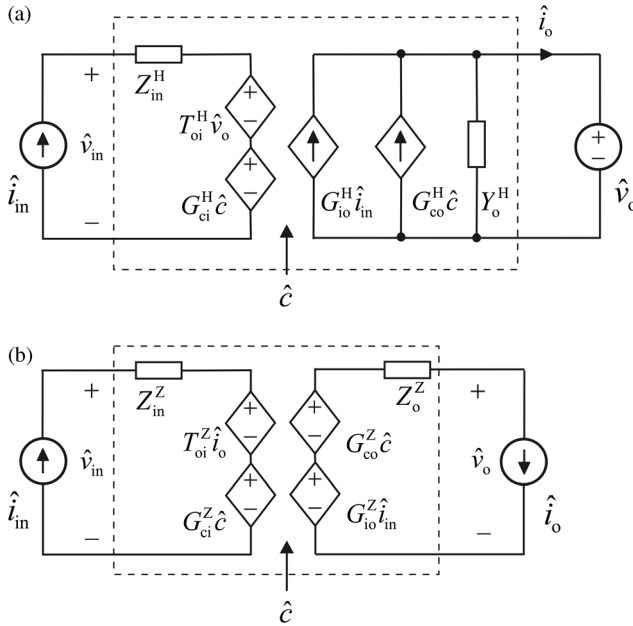 (a)
î_o
+
Z_in^H
+
−
T_oi^H v̂_o
î_in
v̂_in
+
−
G_ci^H ĉ
G_io^H î_in
G_co^H ĉ
Y_o^H
+
−
v̂_o
−
ĉ
(b)
+
Z_in^Z
Z_o^Z
+
+
−
T_oi^Z î_o
+
−
G_co^Z ĉ
î_in
v̂_in
v̂_o
î_o
+
−
G_ci^Z ĉ
+
−
G_io^Z î_in
−
−
ĉ